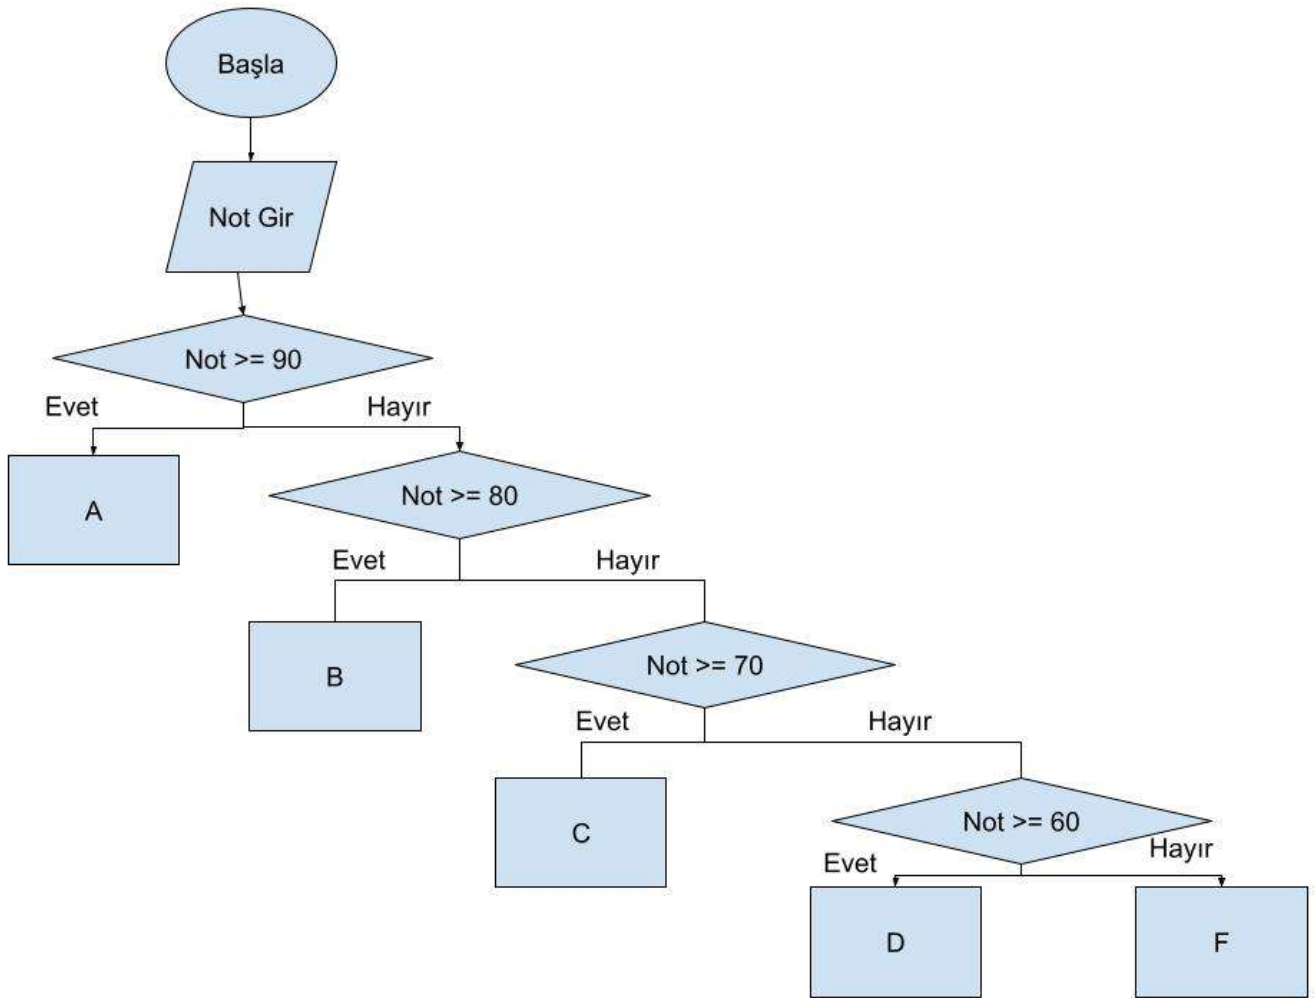 Başla
Not Gir
Not >= 90
Evet
Hayır
A
Not >= 80
Evet
Hayır
B
Not >= 70
Evet
Hayır
C
Not >= 60
Evet
Hayır
D
F